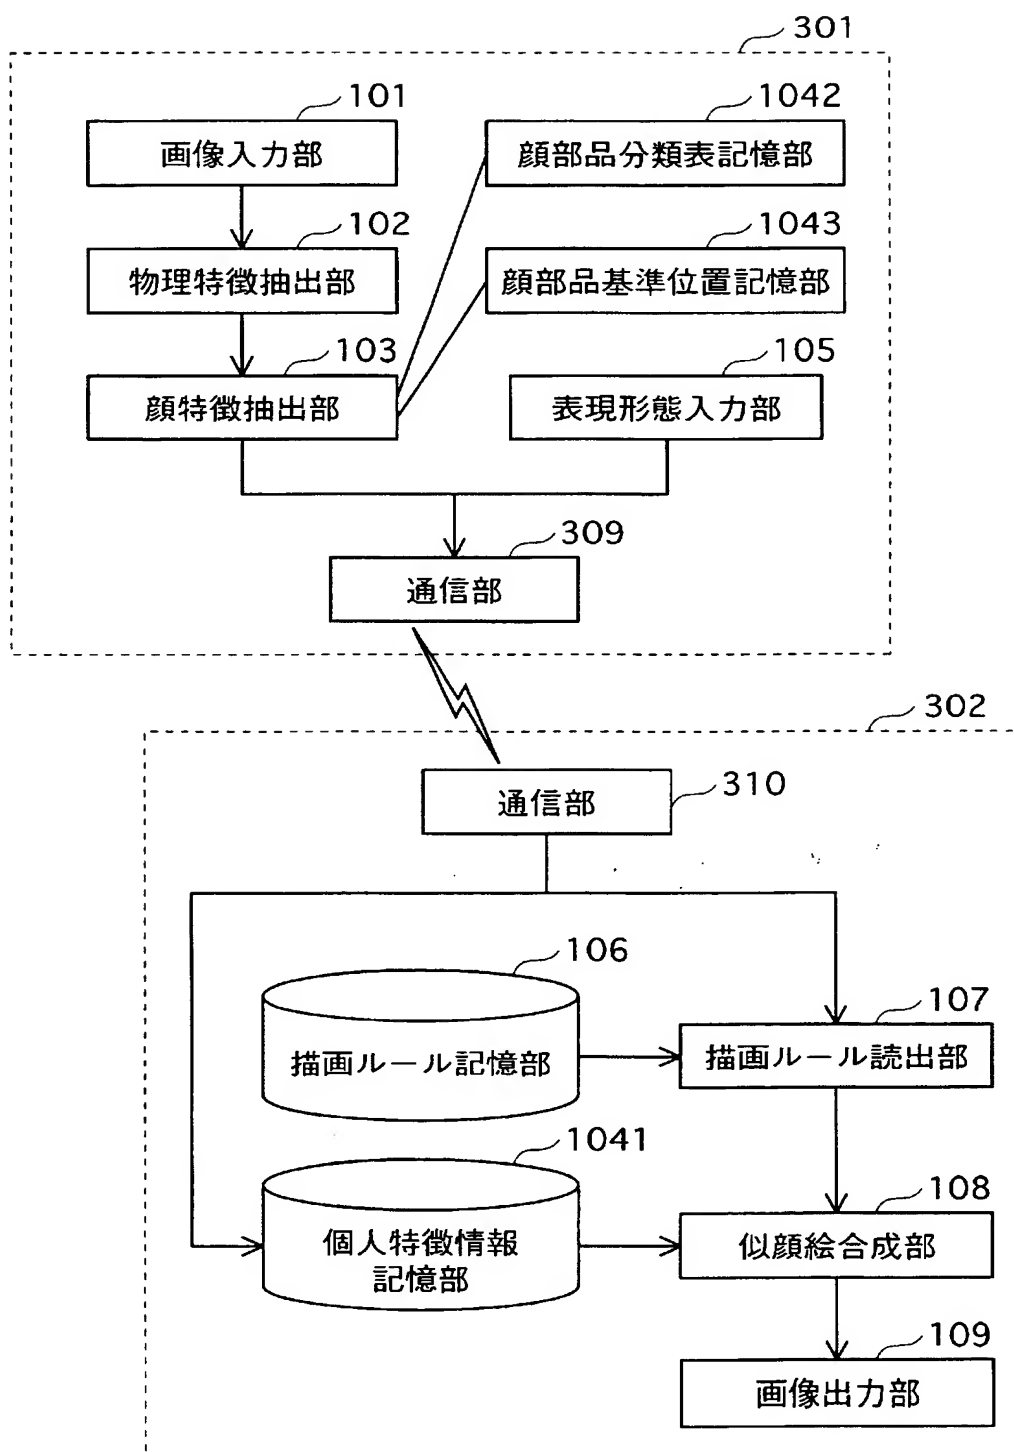 301
101
画像入力部
1042
顔部品分類表記憶部
102
物理特徴抽出部
1043
顔部品基準位置記憶部
103
顔特徴抽出部
105
表現形態入力部
309
通信部
302
310
通信部
106
描画ルール記憶部
107
描画ルール読出部
1041
個人特徴情報
記憶部
108
似顔絵合成部
109
画像出力部